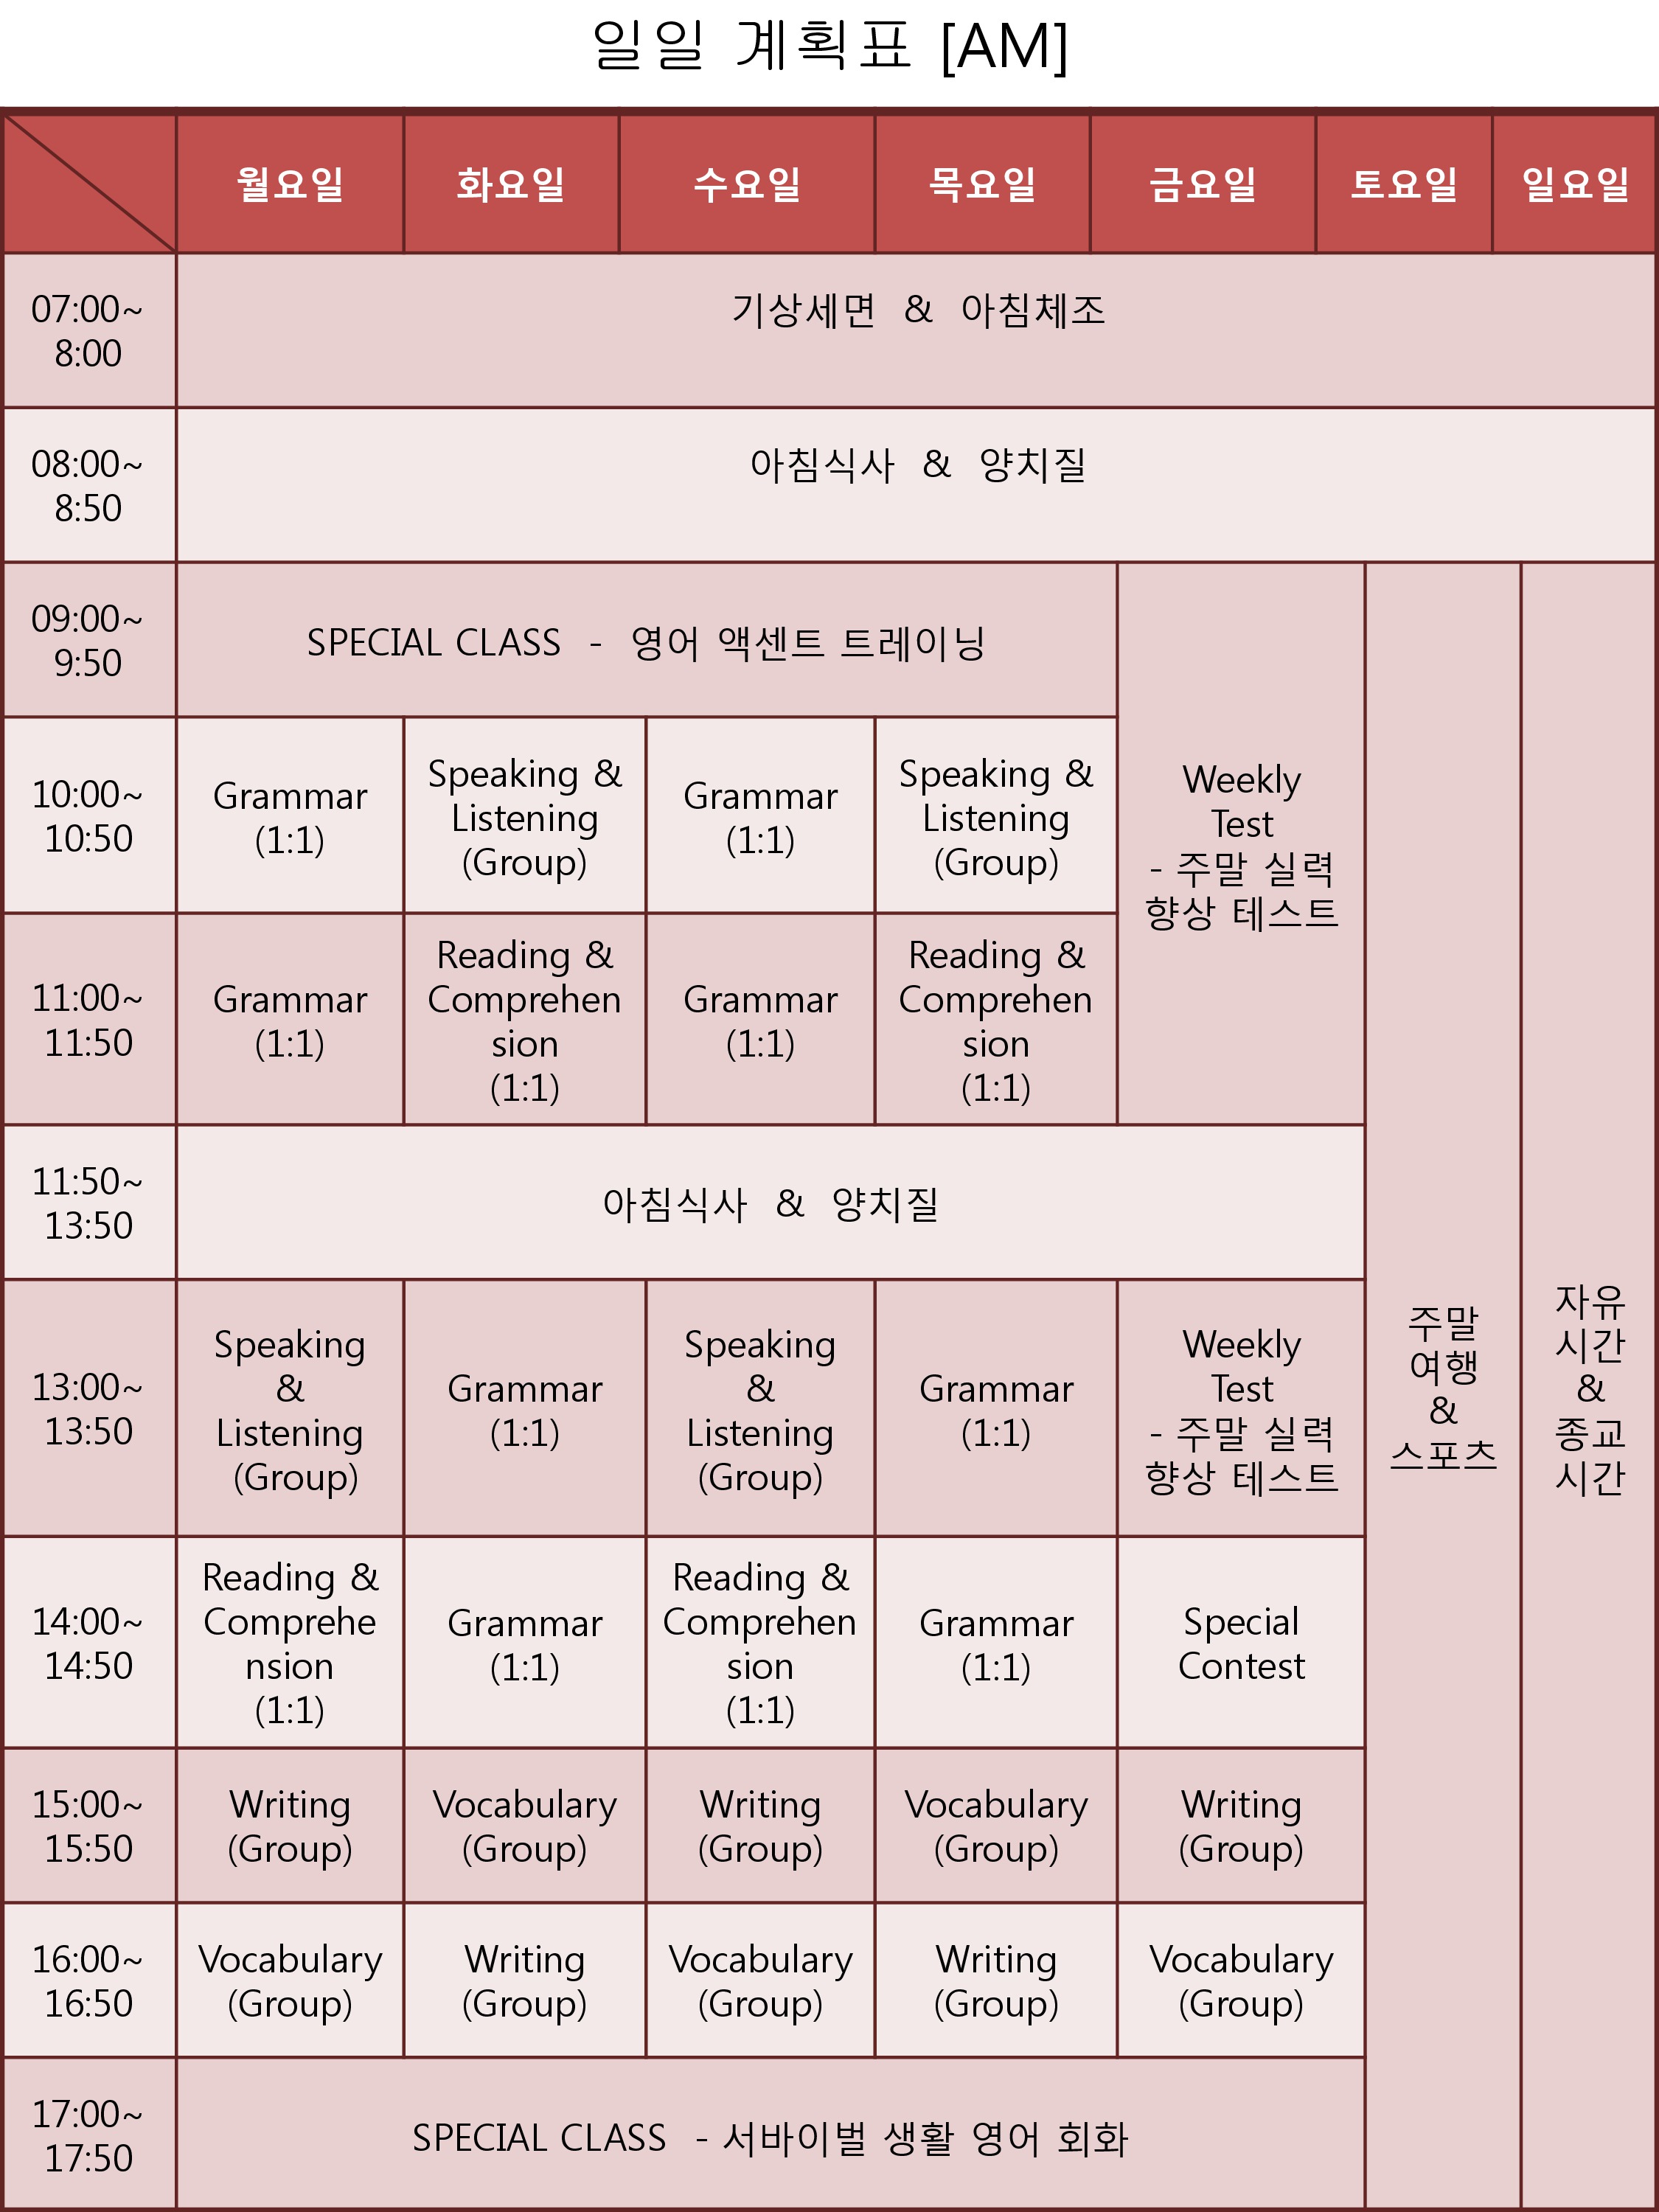 일일 계획표 [AM]
월요일 화요일 수요일 목요일 금요일 토요일 일요일
07:00~
8:00
기상세면 & 아침체조
08:00~
8:50
아침식사 & 양치질
09:00~
9:50
SPECIAL CLASS - 영어 액센트 트레이닝
10:00~
10:50
Grammar
(1:1)
Speaking &
Listening
(Group)
Grammar
(1:1)
Speaking &
Listening
(Group)
Weekly
Test
- 주말 실력
향상 테스트
11:00~
11:50
Grammar
(1:1)
Reading &
Comprehen
sion
(1:1)
Grammar
(1:1)
Reading &
Comprehen
sion
(1:1)
11:50~
13:50
아침식사 & 양치질
13:00~
13:50
Speaking
&
Listening
(Group)
Grammar
(1:1)
Speaking
&
Listening
(Group)
Grammar
(1:1)
Weekly
Test
- 주말 실력
향상 테스트
주말
여행
&
스포츠
자유
시간
&
종교
시간
14:00~
14:50
Reading &
Comprehe
nsion
(1:1)
Grammar
(1:1)
Reading &
Comprehen
sion
(1:1)
Grammar
(1:1)
Special
Contest
15:00~
15:50
Writing
(Group)
Vocabulary
(Group)
Writing
(Group)
Vocabulary
(Group)
Writing
(Group)
16:00~
16:50
Vocabulary
(Group)
Writing
(Group)
Vocabulary
(Group)
Writing
(Group)
Vocabulary
(Group)
17:00~
17:50
SPECIAL CLASS - 서바이벌 생활 영어 회화